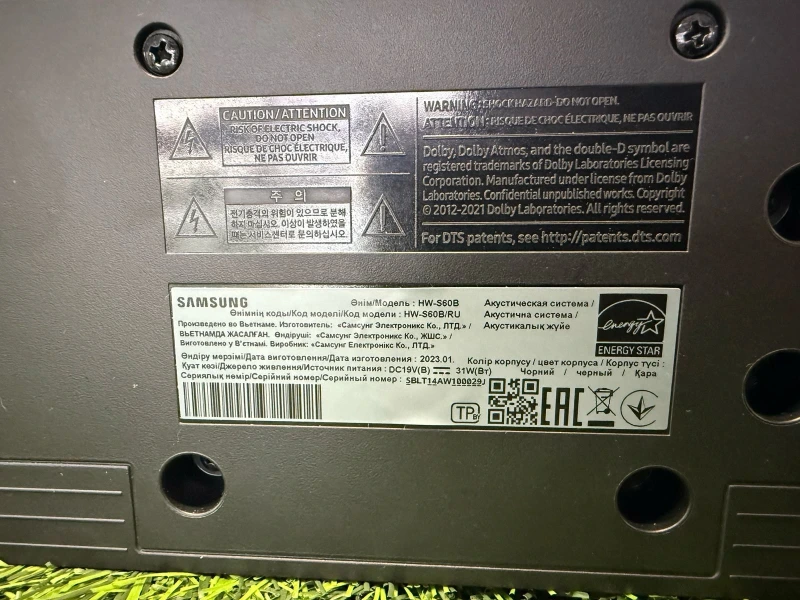 CAUTION/ATTENTION
RISK OF ELECTRIC SHOCK,
DO NOT OPEN
RISQUE DE CHOC ÉLECTRIQUE,
NE PAS OUVRIR
주 의
전기충격의 위험이 있으므로 분해
하지 마십시오. 이상이 발생하였을
때는 서비스센터로 문의하십시오.
WARNING: SHOCK HAZARD-DO NOT OPEN.
ATTENTION: RISQUE DE CHOC ÉLECTRIQUE, NE PAS OUVRIR
Dolby, Dolby Atmos, and the double-D symbol are
registered trademarks of Dolby Laboratories Licensing
Corporation. Manufactured under license from Dolby
Laboratories. Confidential unpublished works. Copyright
© 2012-2021 Dolby Laboratories. All rights reserved.
For DTS patents, see http://patents.dts.com
SAMSUNG
Өнім/Модель : HW-S60B
Өнімнің коды/Код моделі/Код модели : HW-S60B/RU
Произведено во Вьетнаме. Изготовитель: «Самсунг Электроникс Ко., ЛТД.» /
ВЬЕТНАМДА ЖАСАЛҒАН. Өндіруші: «Самсунг Электроникс Ко., ЖШС.» /
Виготовлено у В'єтнамі. Виробник: «Самсунг Електронікс Ко., ЛТД.»
Акустическая система /
Акустична система /
Акустикалық жүйе
energy
ENERGY STAR
Өндіру мерзімі/Дата виготовлення/Дата изготовления : 2023.01.
Қуат көзі/Джерело живлення/Источник питания : DC19V(В) 31W(Вт)
Сериялық немір/Серійний номер/Серийный номер : 5BLT14AW100029J
Колір корпусу / цвет корпуса / Корпус түсі :
Чорний / черный / Қара
TP
BY
EAC